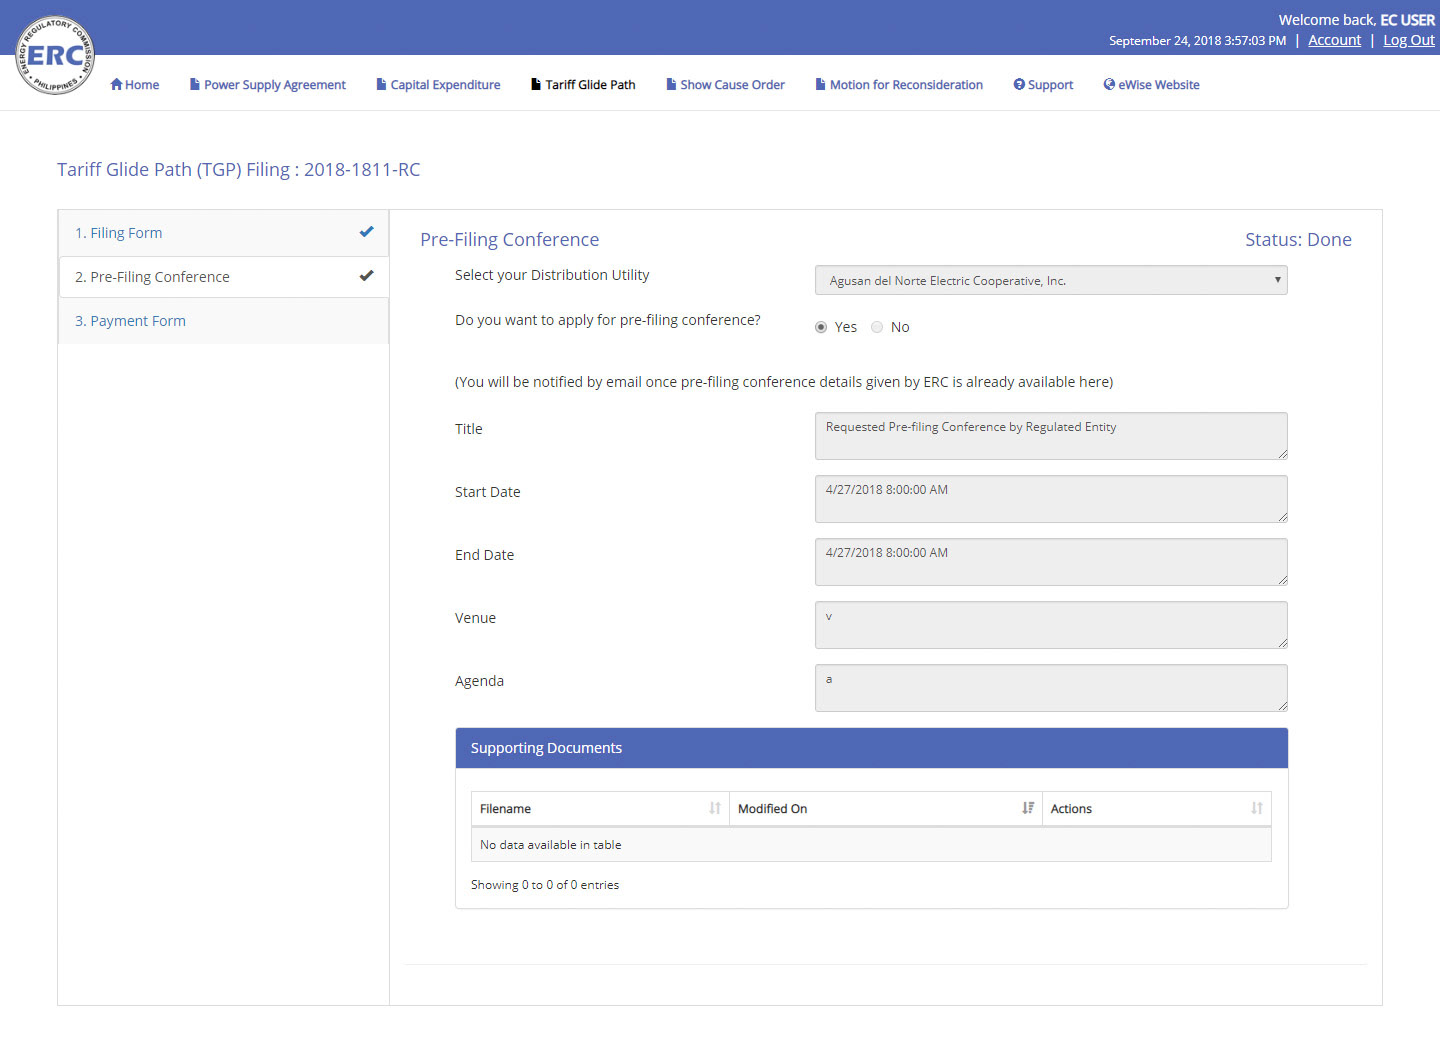 Welcome back, EC USER
September 24, 2018 3:57:03 PM | Account | Log Out
ENERGY REGULATORY COMMISSION
ERC
PHILIPPINES
Home
Power Supply Agreement
Capital Expenditure
Tariff Glide Path
Show Cause Order
Motion for Reconsideration
Support
eWise Website
Tariff Glide Path (TGP) Filing : 2018-1811-RC
1. Filing Form
2. Pre-Filing Conference
3. Payment Form
Pre-Filing Conference
Status: Done
Select your Distribution Utility
Agusan del Norte Electric Cooperative, Inc.
Do you want to apply for pre-filing conference?
Yes No
(You will be notified by email once pre-filing conference details given by ERC is already available here)
Title
Requested Pre-filing Conference by Regulated Entity
Start Date
4/27/2018 8:00:00 AM
End Date
4/27/2018 8:00:00 AM
Venue
v
Agenda
a
Supporting Documents
Filename
Modified On
Actions
No data available in table
Showing 0 to 0 of 0 entries